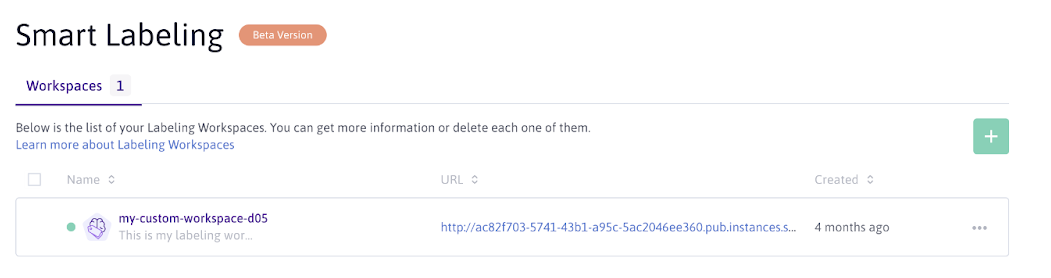 Smart Labeling Beta Version
Workspaces 1
Below is the list of your Labeling Workspaces. You can get more information or delete each one of them.
Learn more about Labeling Workspaces
Name URL Created
my-custom-workspace-d05
http://ac82f703-5741-43b1-a95c-5ac2046ee360.pub.instances.s... 4 months ago
This is my labeling wor...